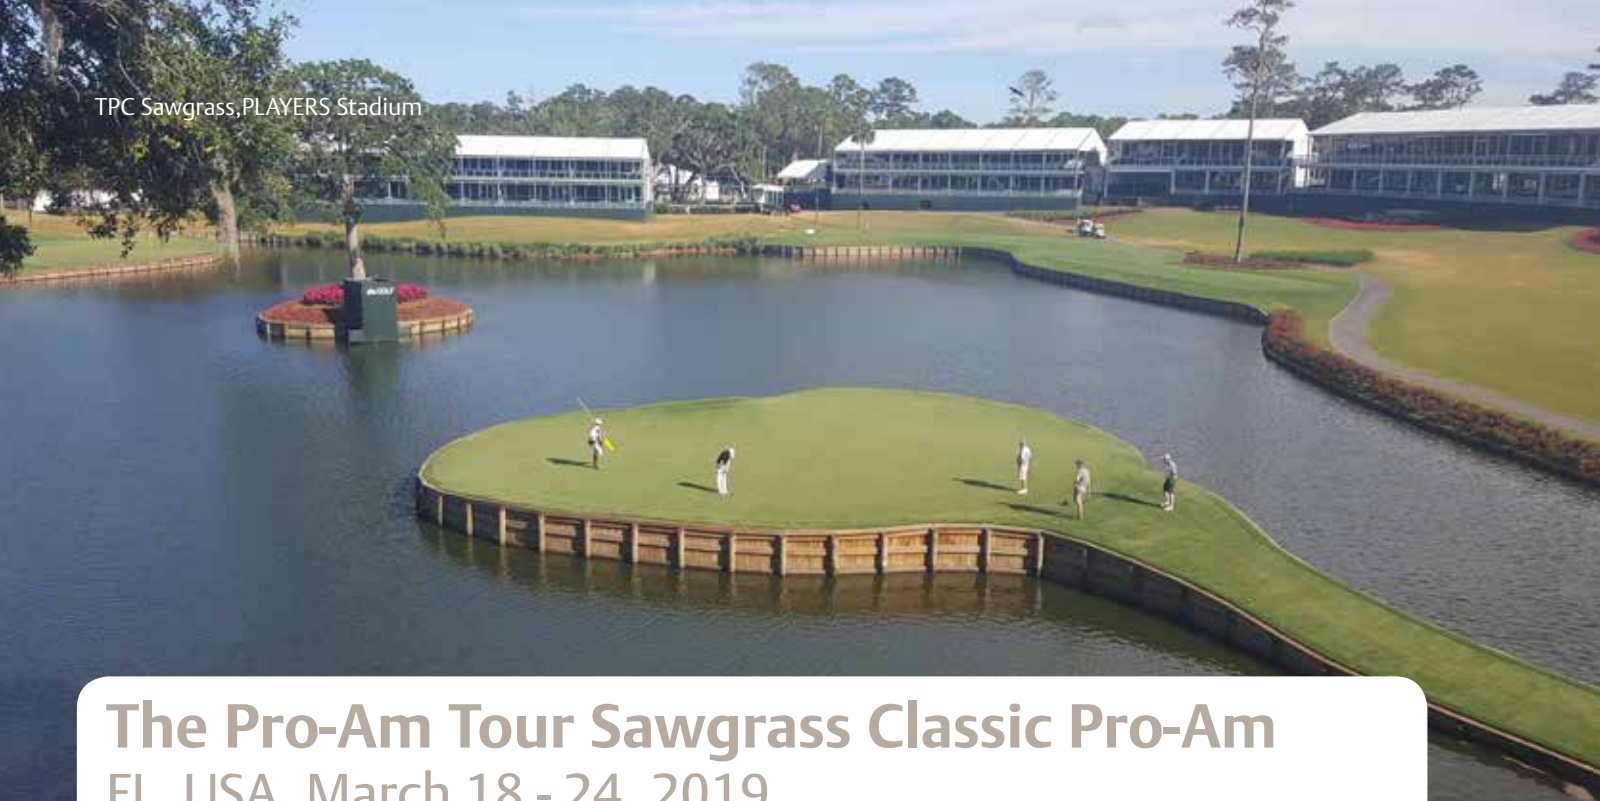 TPC Sawgrass,PLAYERS Stadium
The Pro-Am Tour Sawgrass Classic Pro-Am
FL, USA, March 18 - 24, 2019